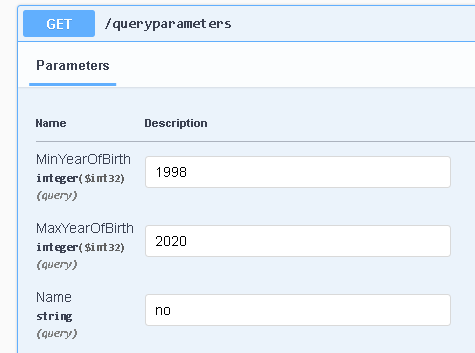 GET /queryparameters
Parameters
Name Description
MinYearOfBirth
integer($int32)
(query)
1998
MaxYearOfBirth
integer($int32)
(query)
2020
Name
string
(query)
no